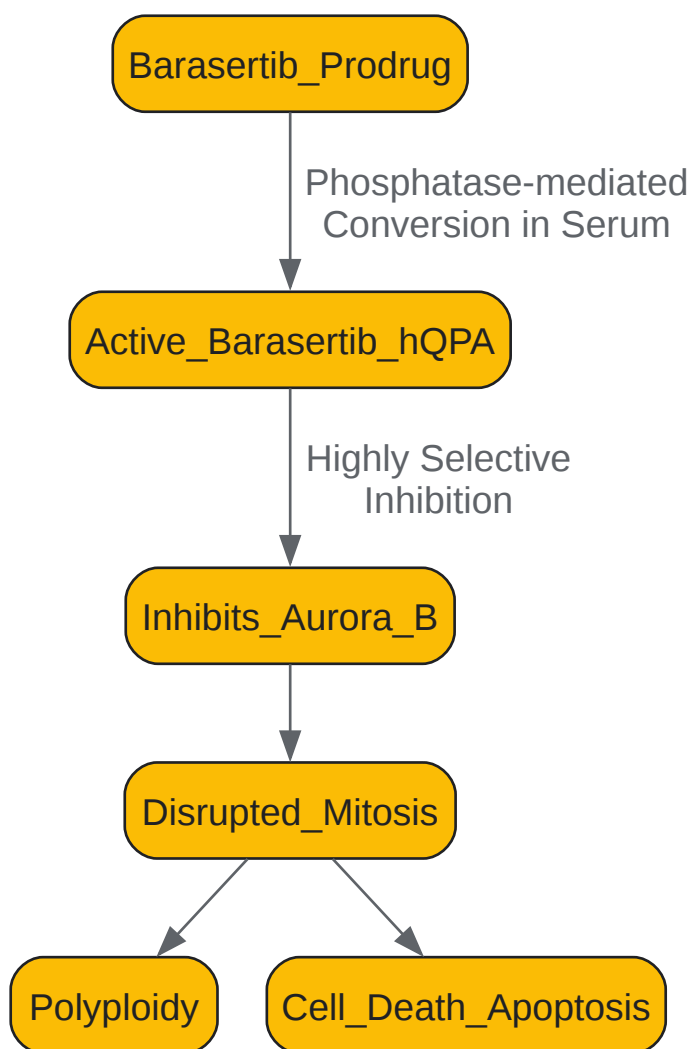 Barasertib_Prodrug
Phosphatase-mediated
Conversion in Serum
Active_Barasertib_hQPA
Highly Selective
Inhibition
Inhibits_Aurora_B
Disrupted_Mitosis
Polyploidy
Cell_Death_Apoptosis